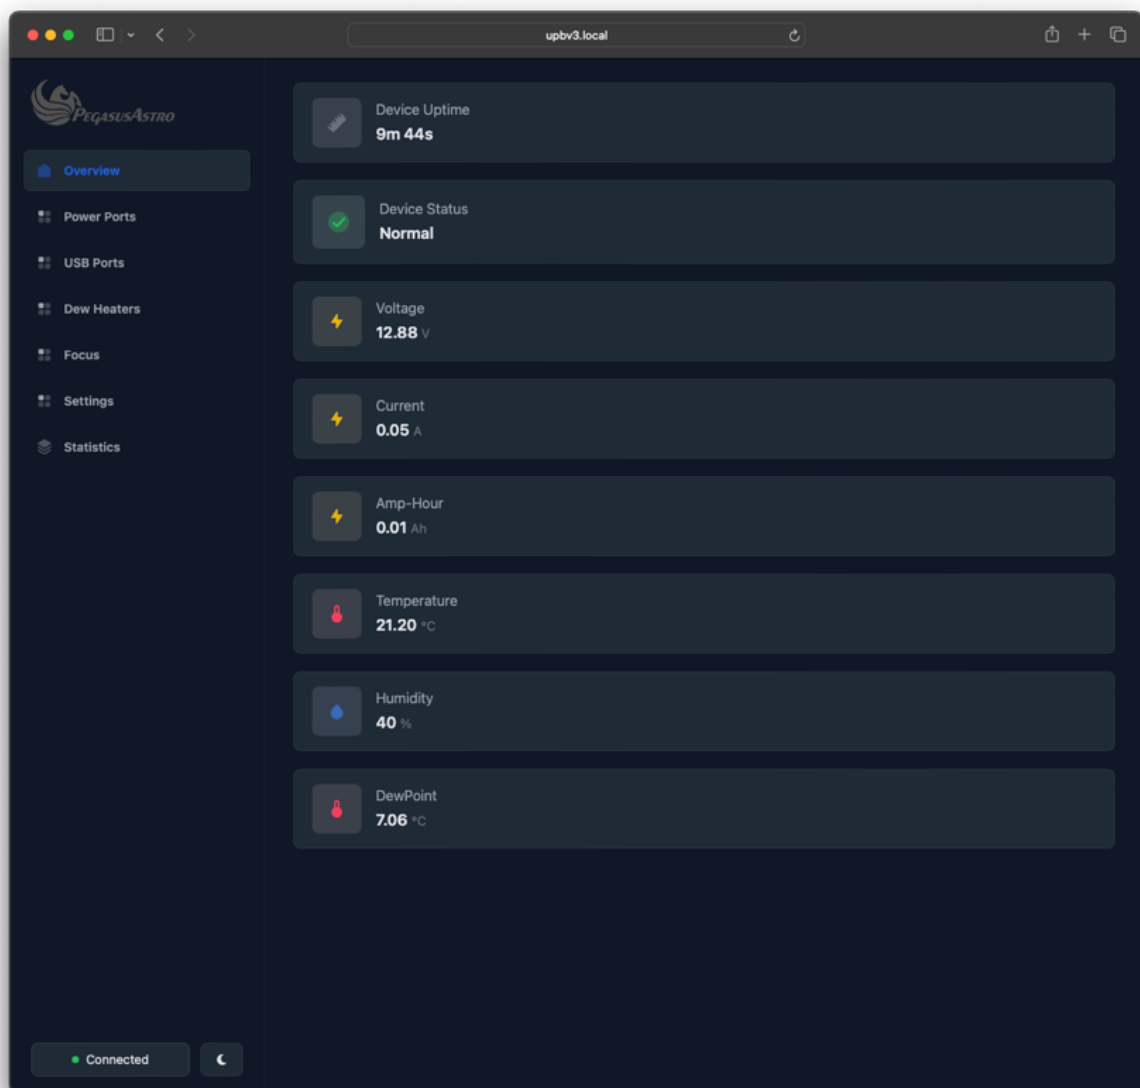 upbv3.local
PegasusAstro
Overview
Power Ports
USB Ports
Dew Heaters
Focus
Settings
Statistics
Connected
Device Uptime
9m 44s
Device Status
Normal
Voltage
12.88 V
Current
0.05 A
Amp-Hour
0.01 Ah
Temperature
21.20 °C
Humidity
40 %
DewPoint
7.06 °C